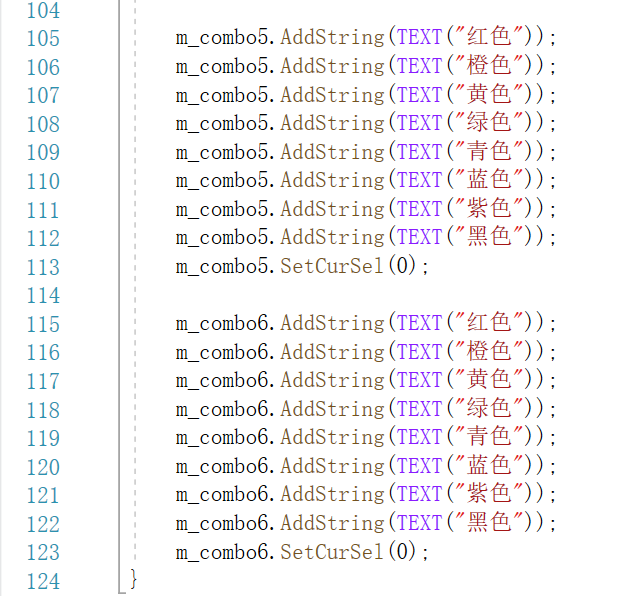 104
105 m_combo5.AddString(TEXT("红色"));
106 m_combo5.AddString(TEXT("橙色"));
107 m_combo5.AddString(TEXT("黄色"));
108 m_combo5.AddString(TEXT("绿色"));
109 m_combo5.AddString(TEXT("青色"));
110 m_combo5.AddString(TEXT("蓝色"));
111 m_combo5.AddString(TEXT("紫色"));
112 m_combo5.AddString(TEXT("黑色"));
113 m_combo5.SetCurSel(0);
114
115 m_combo6.AddString(TEXT("红色"));
116 m_combo6.AddString(TEXT("橙色"));
117 m_combo6.AddString(TEXT("黄色"));
118 m_combo6.AddString(TEXT("绿色"));
119 m_combo6.AddString(TEXT("青色"));
120 m_combo6.AddString(TEXT("蓝色"));
121 m_combo6.AddString(TEXT("紫色"));
122 m_combo6.AddString(TEXT("黑色"));
123 m_combo6.SetCurSel(0);
124 }